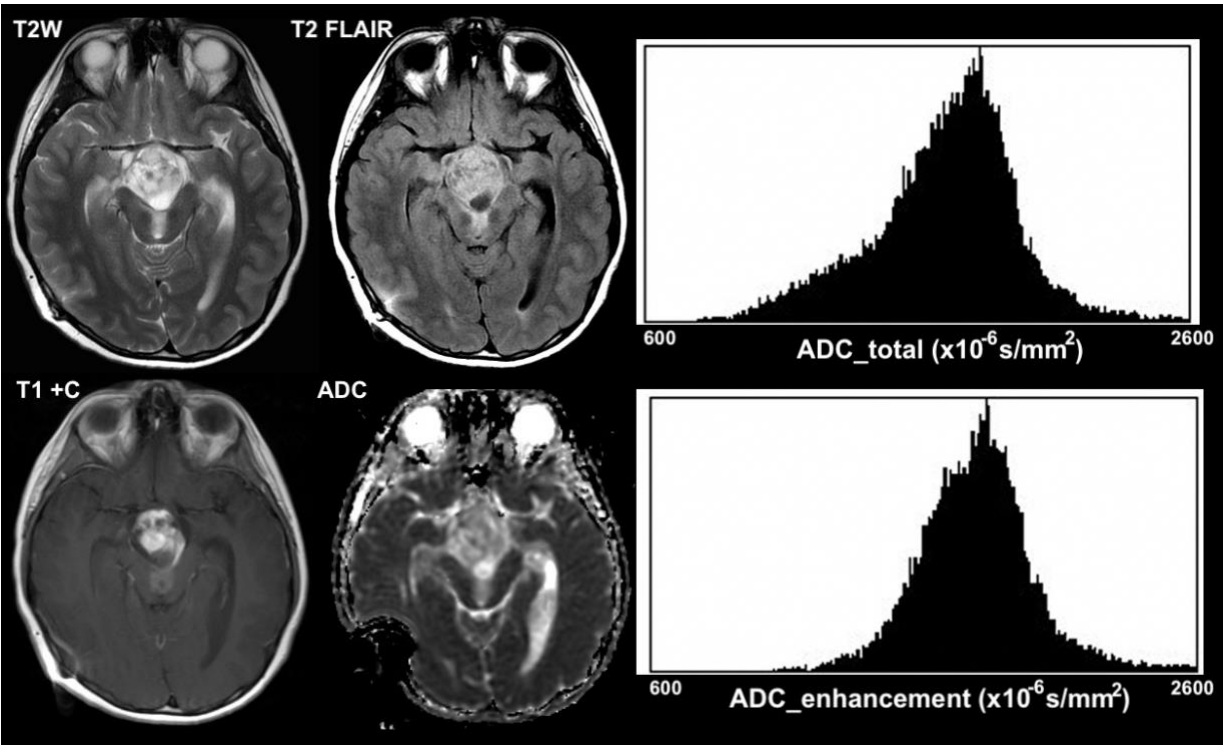 T2W
T2 FLAIR
600
2600
ADC_total (x10⁻⁶s/mm²)
T1 +C
ADC
600
2600
ADC_enhancement (x10⁻⁶s/mm²)